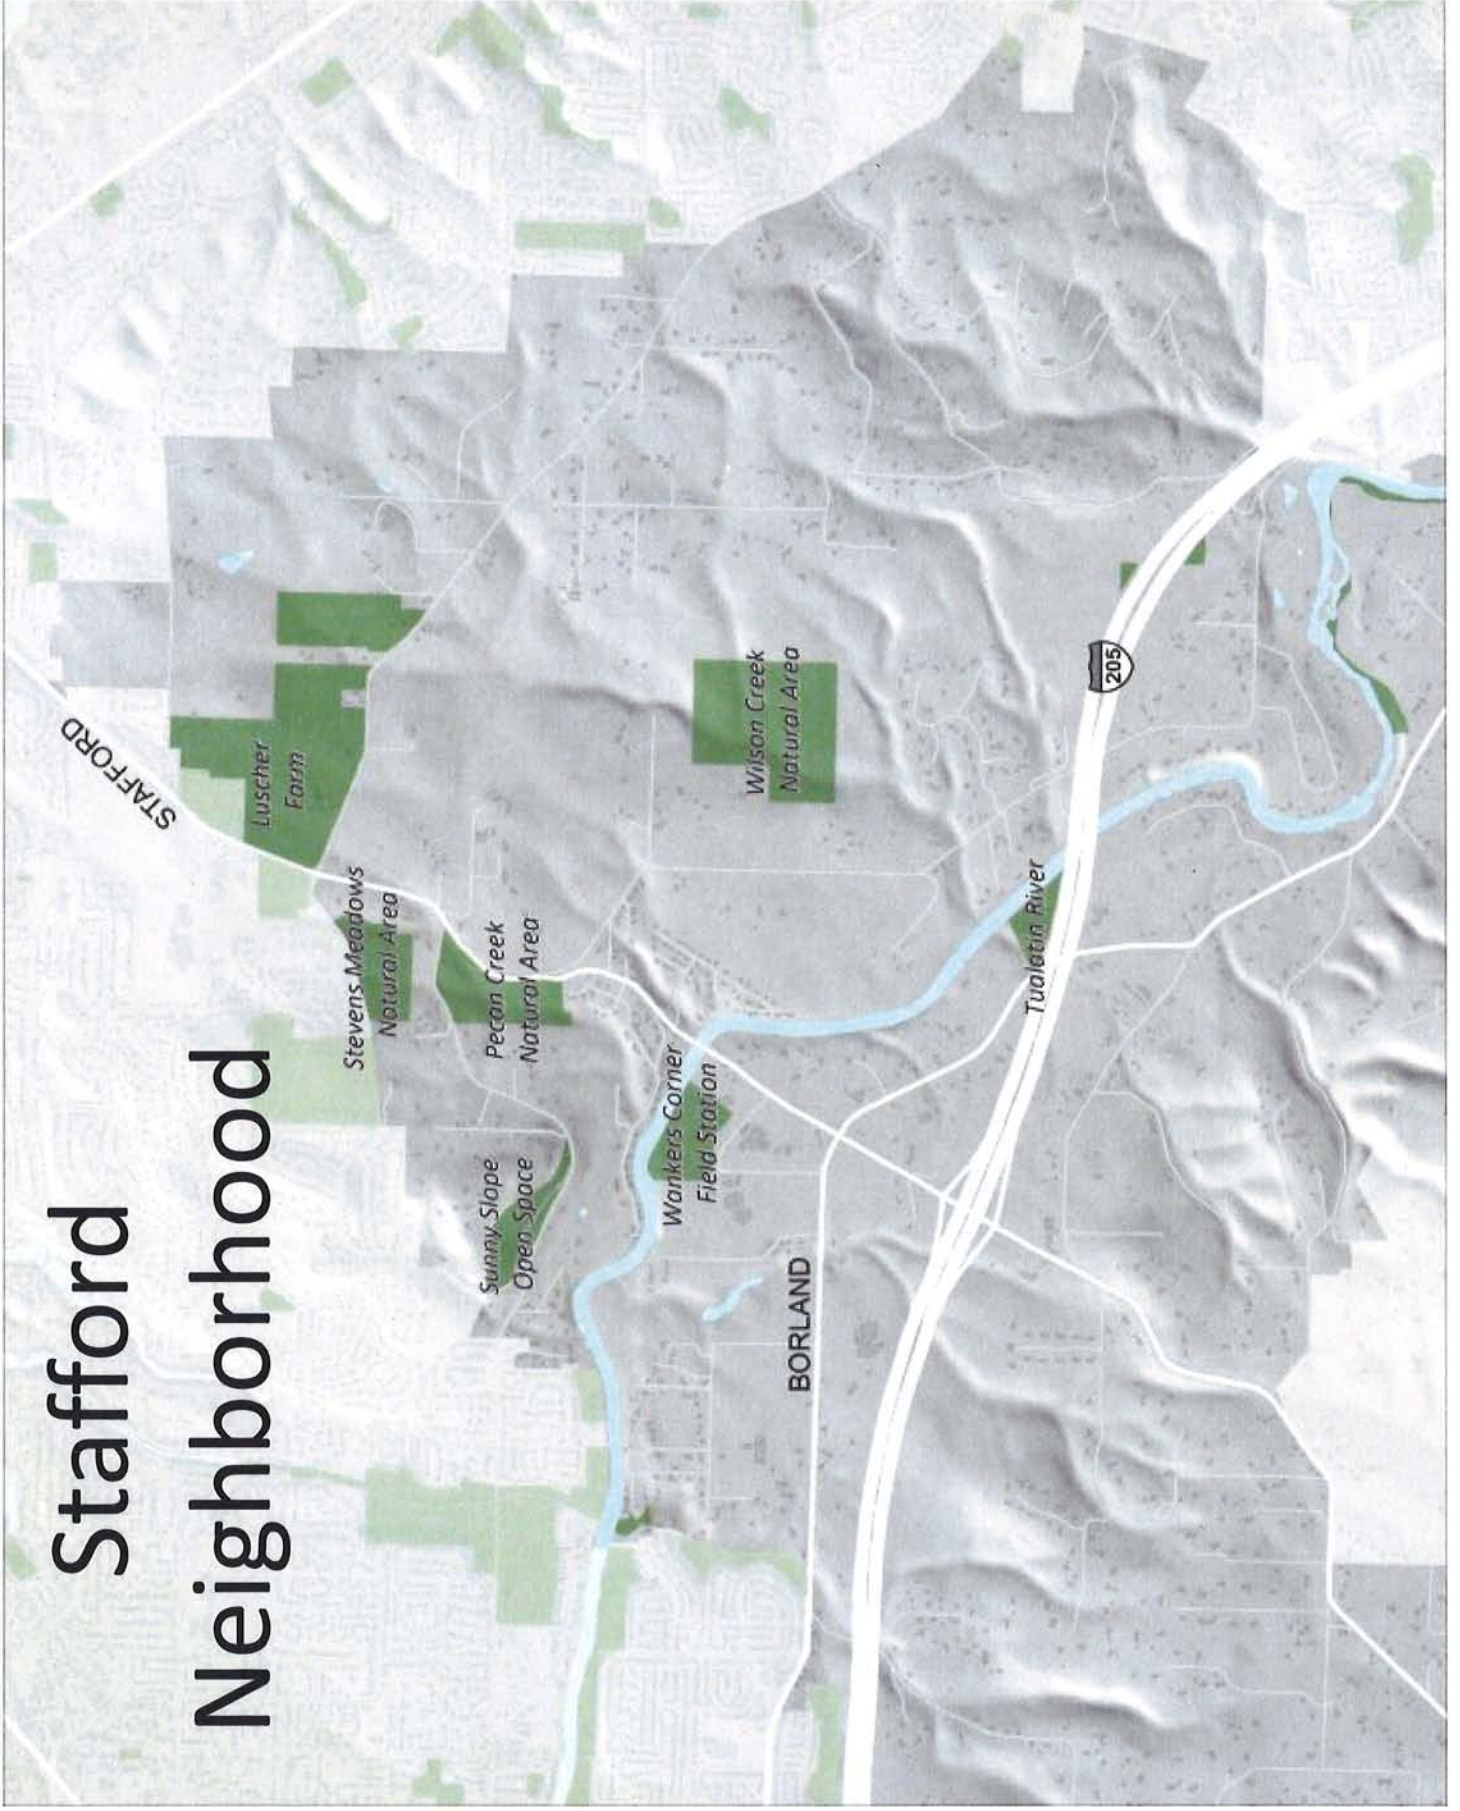 Stafford
Neighborhood
STAFFORD
Luscher
Farm
Stevens Meadows
Natural Area
Pecan Creek
Natural Area
Sunny Slope
Open Space
Wankers Corner
Field Station
Wilson Creek
Natural Area
BORLAND
Tualatin River
205